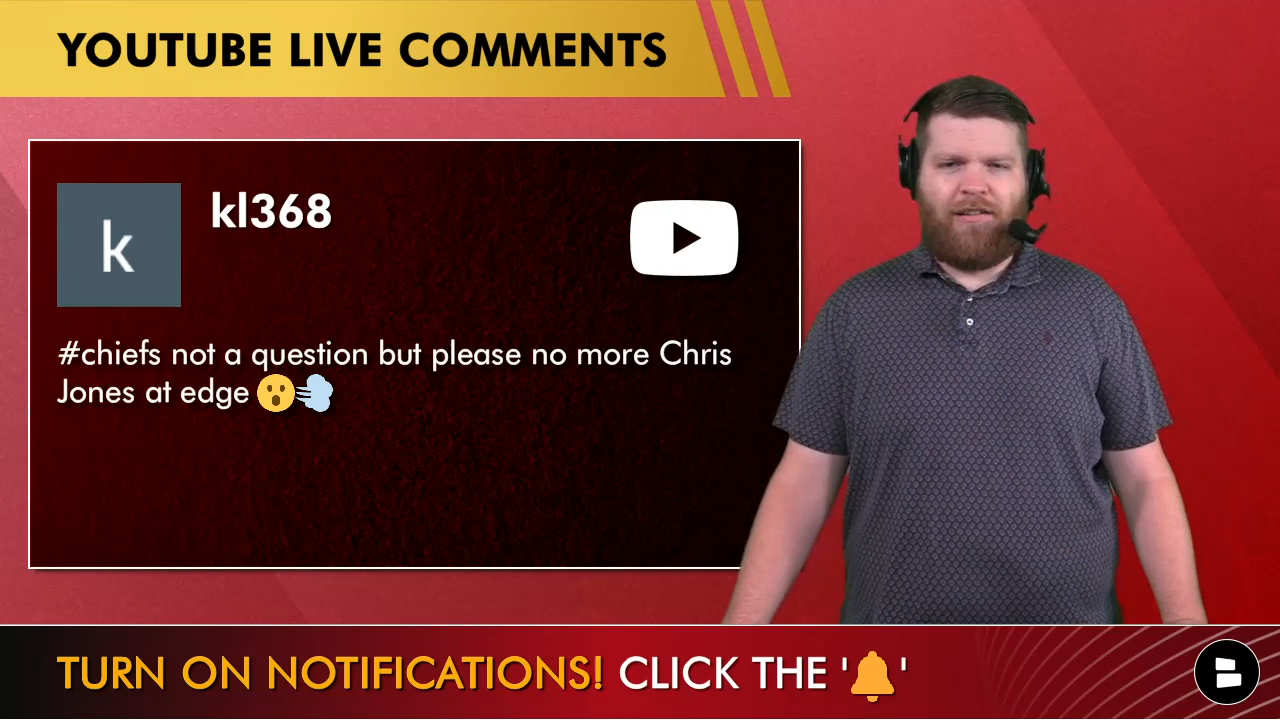 YOUTUBE LIVE COMMENTS
k
kl368
#chiefs not a question but please no more Chris
Jones at edge 😮‍💨
TURN ON NOTIFICATIONS! CLICK THE '🔔'